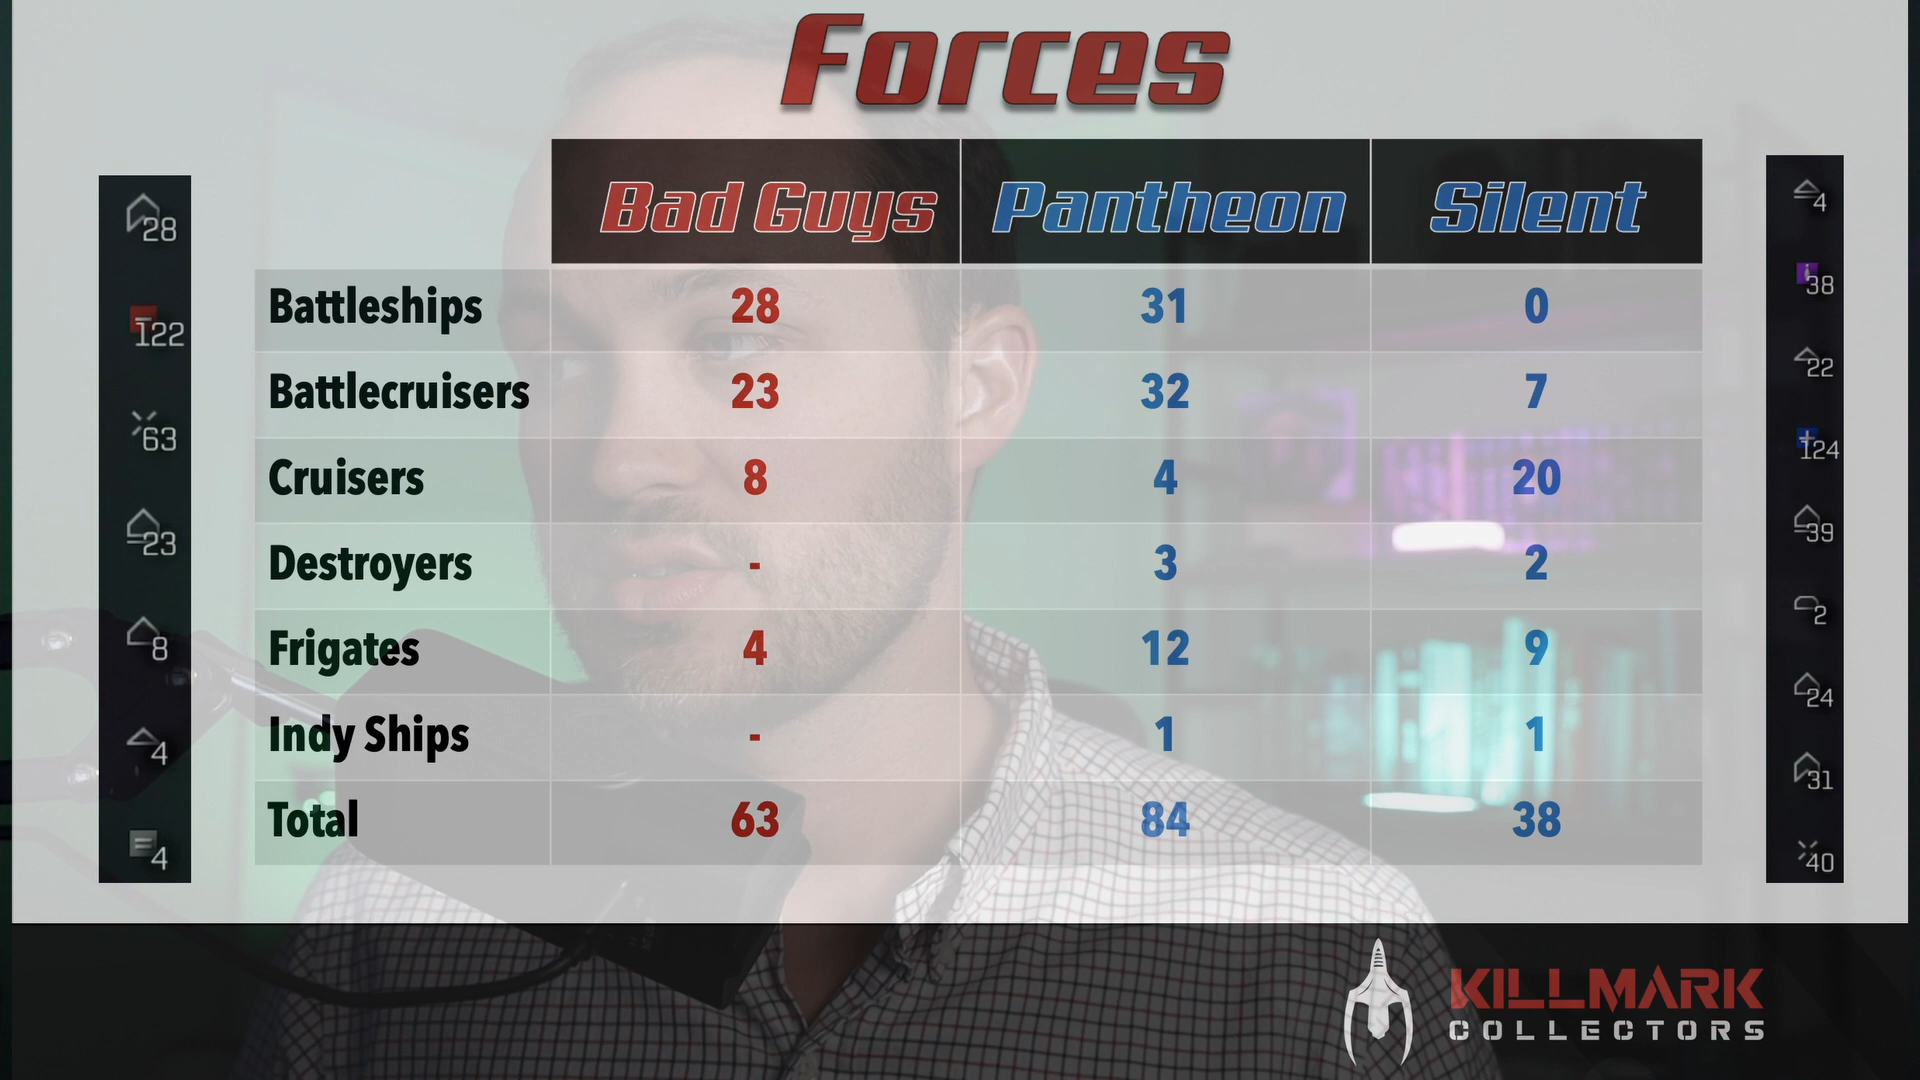 Forces
Bad Guys Pantheon Silent
Battleships 28 31 0
Battlecruisers 23 32 7
Cruisers 8 4 20
Destroyers - 3 2
Frigates 4 12 9
Indy Ships - 1 1
Total 63 84 38
28
122
63
23
8
4
4
4
38
22
124
39
2
24
31
40
KILLMARK
COLLECTORS